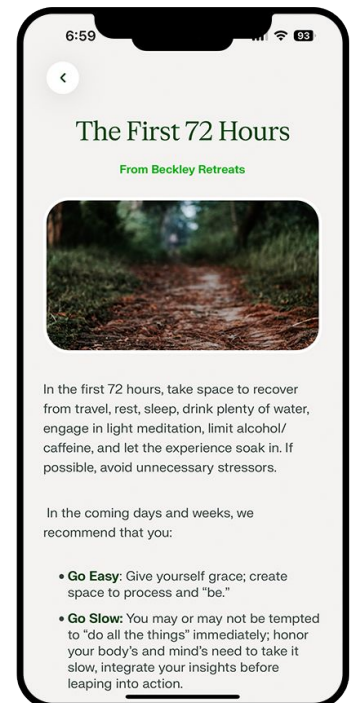 6:59
93
The First 72 Hours
From Beckley Retreats
In the first 72 hours, take space to recover
from travel, rest, sleep, drink plenty of water,
engage in light meditation, limit alcohol/
caffeine, and let the experience soak in. If
possible, avoid unnecessary stressors.
In the coming days and weeks, we
recommend that you:
• Go Easy: Give yourself grace; create
space to process and “be.”
• Go Slow: You may or may not be tempted
to “do all the things” immediately; honor
your body’s and mind’s need to take it
slow, integrate your insights before
leaping into action.